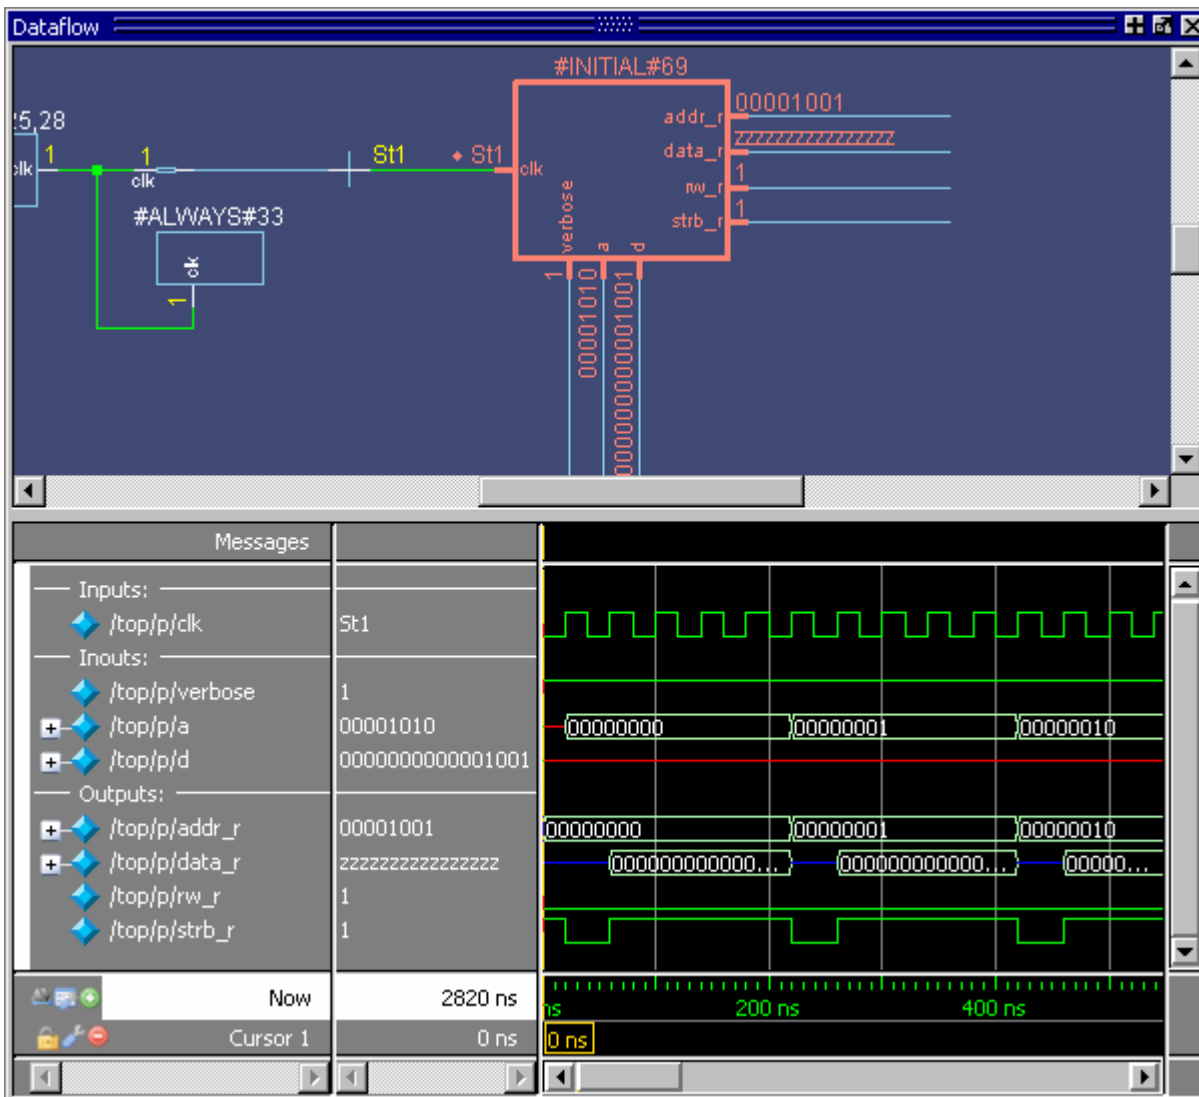 Dataflow
#INITIAL#69
:5,28
1
1
St1
St1
clk
clk
clk
#ALWAYS#33
clk
1
addr_r
00001001
data_r
zzzzzzzzzzzzzzzz
rw_r
1
strb_r
1
verbose
a
d
1
00001010
0000000000001001
Messages
Inputs:
/top/p/clk St1
Inouts:
/top/p/verbose 1
/top/p/a 00001010 00000000 00000001 00000010
/top/p/d 0000000000001001
Outputs:
/top/p/addr_r 00001001 00000000 00000001 00000010
/top/p/data_r zzzzzzzzzzzzzzzz 000000000000... 000000000000... 00000...
/top/p/rw_r 1
/top/p/strb_r 1
Now 2820 ns ns 200 ns 400 ns
Cursor 1 0 ns 0 ns